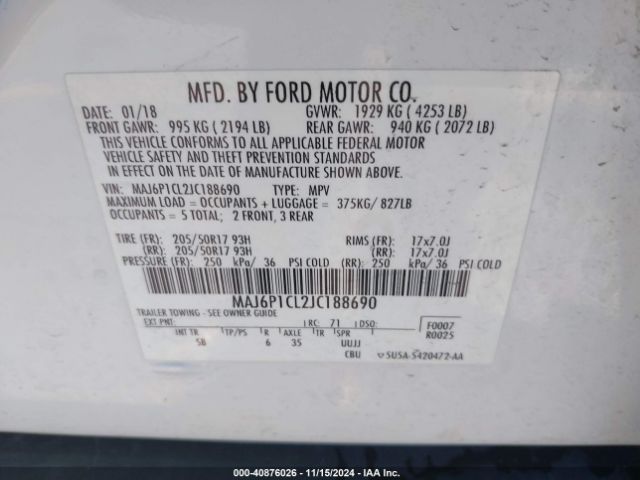 MFD. BY FORD MOTOR CO.
DATE: 01/18 GVWR: 1929 KG ( 4253 LB)
FRONT GAWR: 995 KG ( 2194 LB) REAR GAWR: 940 KG ( 2072 LB)
THIS VEHICLE CONFORMS TO ALL APPLICABLE FEDERAL MOTOR
VEHICLE SAFETY AND THEFT PREVENTION STANDARDS
IN EFFECT ON THE DATE OF MANUFACTURE SHOWN ABOVE.
VIN: MAJ6P1CL2JC188690 TYPE: MPV
MAXIMUM LOAD = OCCUPANTS + LUGGAGE = 375KG/ 827LB
OCCUPANTS = 5 TOTAL; 2 FRONT, 3 REAR
TIRE (FR): 205/50R17 93H RIMS (FR): 17x7.0J
(RR): 205/50R17 93H (RR): 17x7.0J
PRESSURE (FR): 250 kPa/ 36 PSI COLD (RR): 250 kPa/ 36 PSI COLD
MAJ6P1CL2JC188690
TRAILER TOWING - SEE OWNER GUIDE
EXT PNT: RC: 71 DSO: F0007
R0025
INT TR TP/PS R AXLE TR SPR
SB 6 35 UUJJ
CBU SUSA-S420472-AA
000-40876026 - 11/15/2024 - IAA Inc.